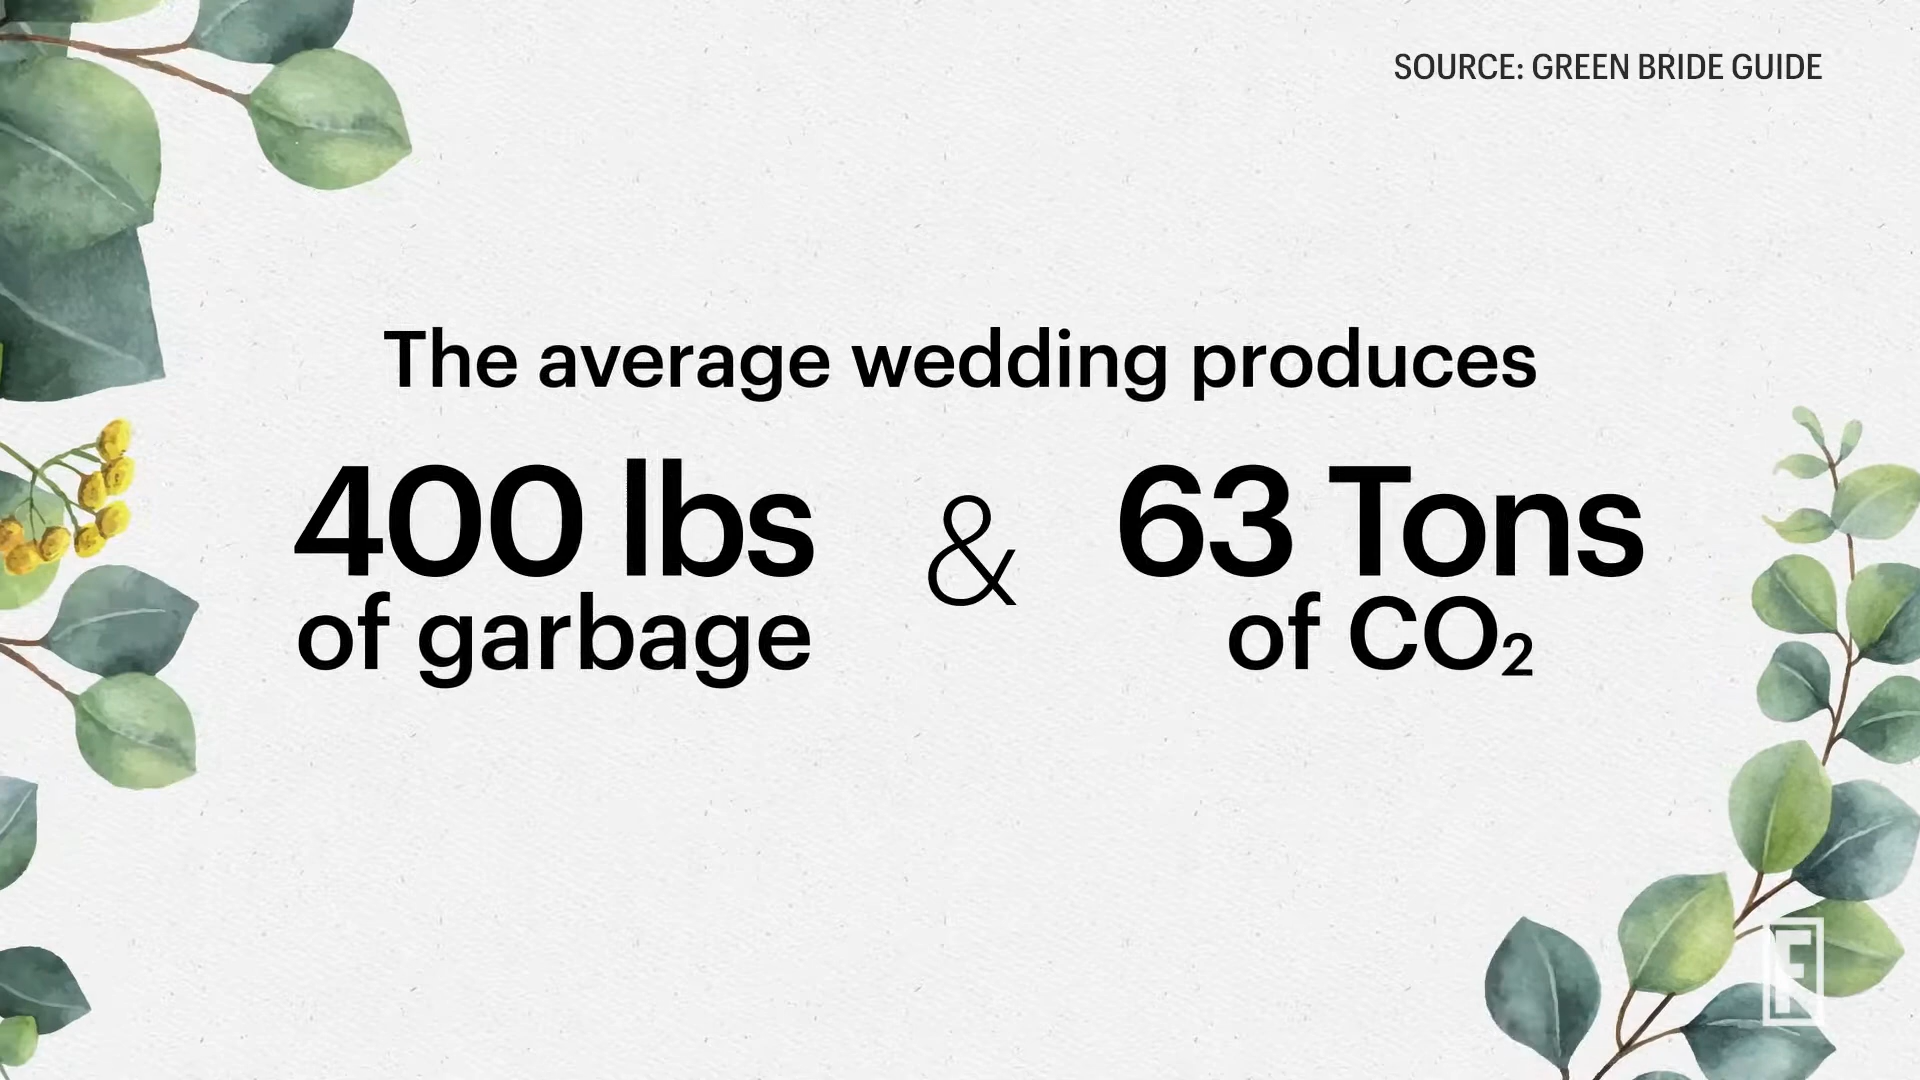 SOURCE: GREEN BRIDE GUIDE
The average wedding produces
400 lbs
of garbage
&
63 Tons
of CO₂
F